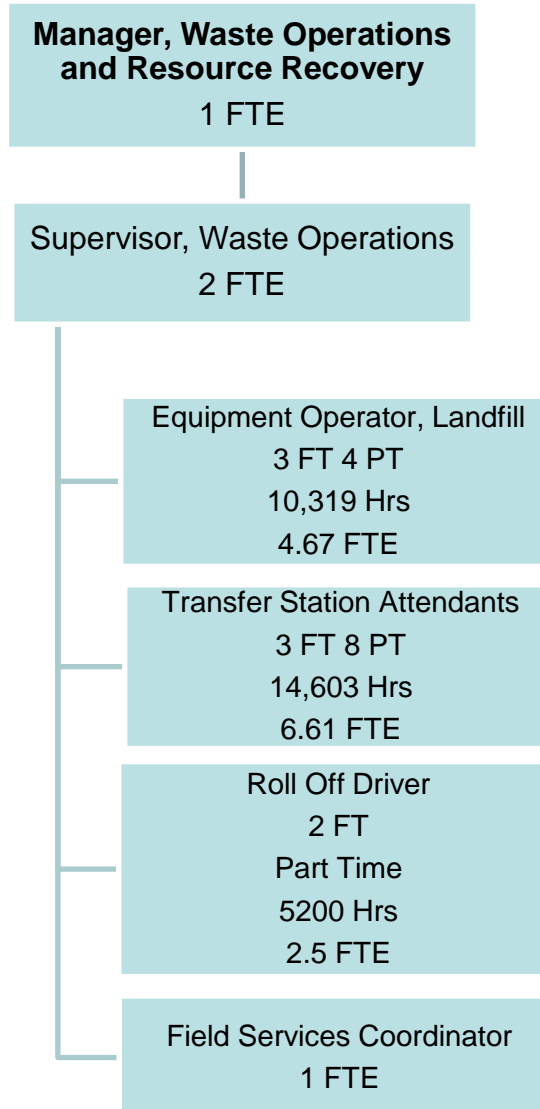 Manager, Waste Operations
and Resource Recovery
1 FTE
Supervisor, Waste Operations
2 FTE
Equipment Operator, Landfill
3 FT 4 PT
10,319 Hrs
4.67 FTE
Transfer Station Attendants
3 FT 8 PT
14,603 Hrs
6.61 FTE
Roll Off Driver
2 FT
Part Time
5200 Hrs
2.5 FTE
Field Services Coordinator
1 FTE